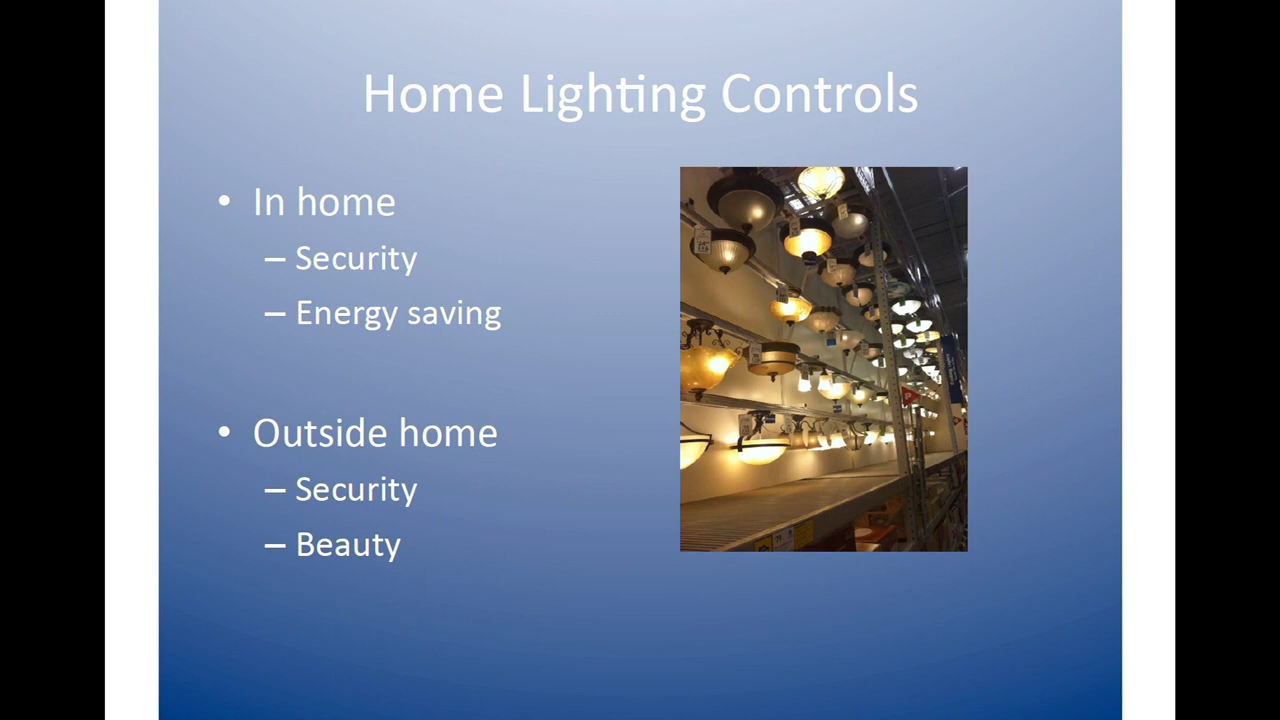 Home Lighting Controls
• In home
– Security
– Energy saving
• Outside home
– Security
– Beauty